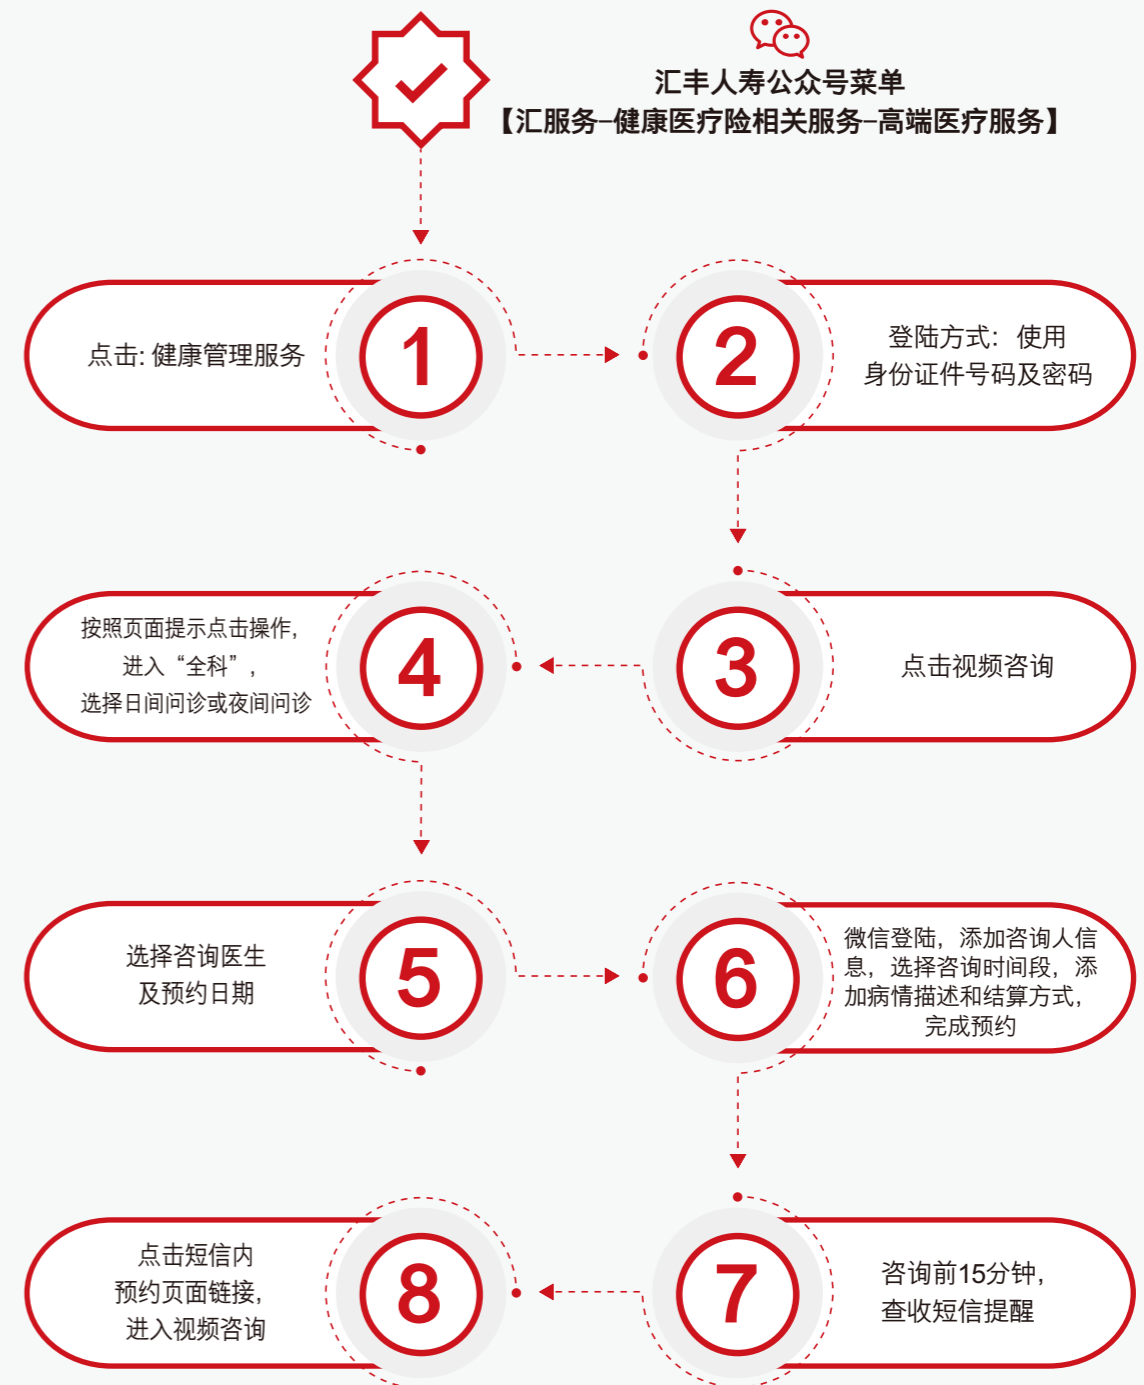 汇丰人寿公众号菜单
【汇服务–健康医疗险相关服务–高端医疗服务】
点击: 健康管理服务
1
2
登陆方式：使用
身份证件号码及密码
3
点击视频咨询
4
按照页面提示点击操作,
进入“全科”,
选择日间问诊或夜间问诊
5
选择咨询医生
及预约日期
6
微信登陆，添加咨询人信
息，选择咨询时间段，添
加病情描述和结算方式,
完成预约
7
咨询前15分钟,
查收短信提醒
8
点击短信内
预约页面链接,
进入视频咨询